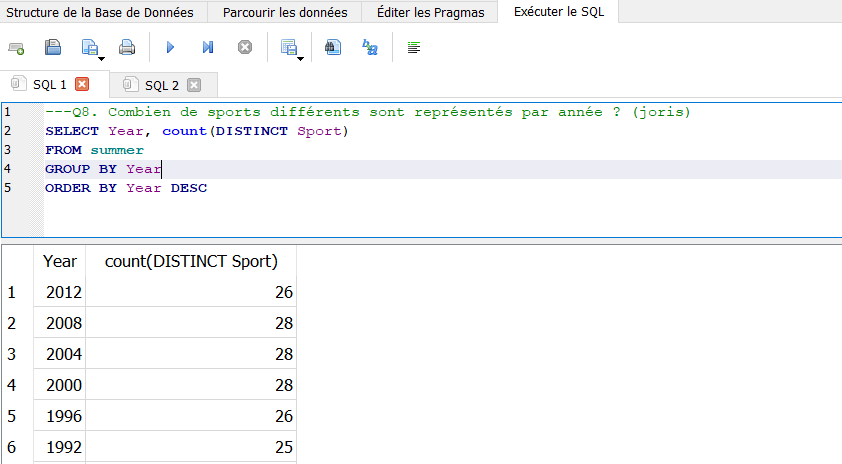 Structure de la Base de Données Parcourir les données Éditer les Pragmas Exécuter le SQL
SQL 1 SQL 2
1 ---Q8. Combien de sports différents sont représentés par année ? (joris)
2 SELECT Year, count(DISTINCT Sport)
3 FROM summer
4 GROUP BY Year
5 ORDER BY Year DESC
Year count(DISTINCT Sport)
1 2012 26
2 2008 28
3 2004 28
4 2000 28
5 1996 26
6 1992 25